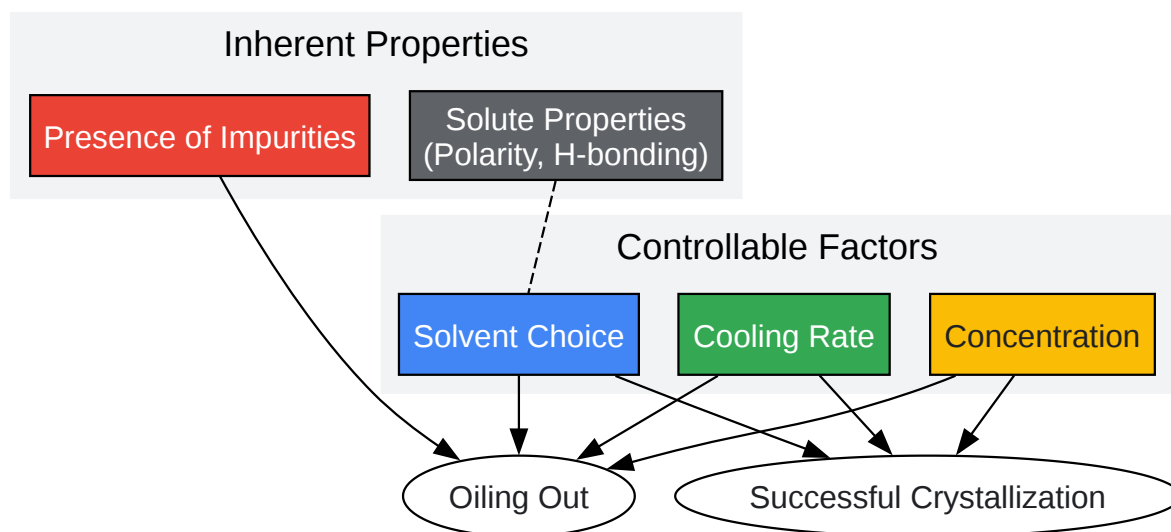 Inherent Properties
Presence of Impurities
Solute Properties
(Polarity, H-bonding)
Controllable Factors
Solvent Choice
Cooling Rate
Concentration
Oiling Out
Successful Crystallization